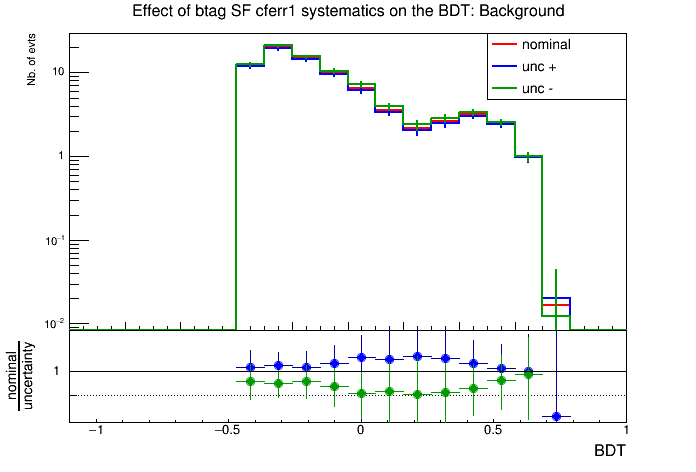 Effect of btag SF cferr1 systematics on the BDT: Background
Nb. of evts
nominal
unc +
unc -
10
1
10⁻¹
10⁻²
nominal
uncertainty
1
−1
−0.5
0
0.5
1
BDT